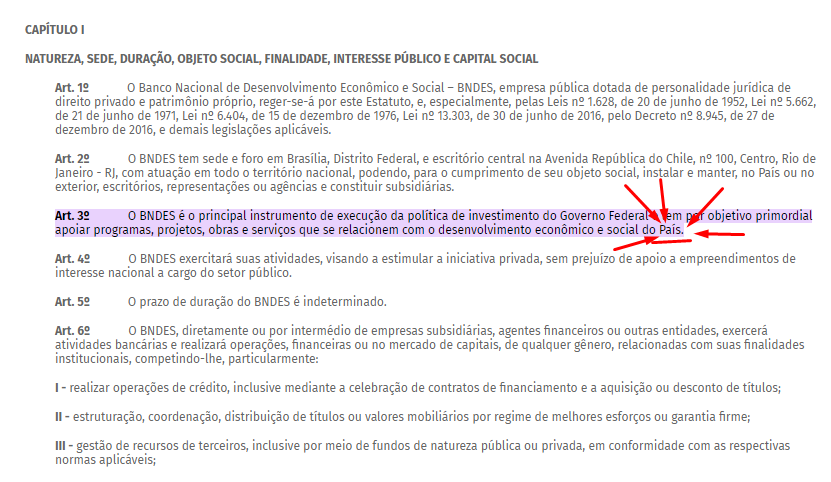 CAPÍTULO I
NATUREZA, SEDE, DURAÇÃO, OBJETO SOCIAL, FINALIDADE, INTERESSE PÚBLICO E CAPITAL SOCIAL
Art. 1º O Banco Nacional de Desenvolvimento Econômico e Social – BNDES, empresa pública dotada de personalidade jurídica de
direito privado e patrimônio próprio, reger-se-á por este Estatuto, e, especialmente, pelas Leis nº 1.628, de 20 de junho de 1952, Lei nº 5.662,
de 21 de junho de 1971, Lei nº 6.404, de 15 de dezembro de 1976, Lei nº 13.303, de 30 de junho de 2016, pelo Decreto nº 8.945, de 27 de
dezembro de 2016, e demais legislações aplicáveis.
Art. 2º O BNDES tem sede e foro em Brasília, Distrito Federal, e escritório central na Avenida República do Chile, nº 100, Centro, Rio de
Janeiro - RJ, com atuação em todo o território nacional, podendo, para o cumprimento de seu objeto social, instalar e manter, no País ou no
exterior, escritórios, representações ou agências e constituir subsidiárias.
Art. 3º O BNDES é o principal instrumento de execução da política de investimento do Governo Federal e tem por objetivo primordial
apoiar programas, projetos, obras e serviços que se relacionem com o desenvolvimento econômico e social do País.
Art. 4º O BNDES exercitará suas atividades, visando a estimular a iniciativa privada, sem prejuízo de apoio a empreendimentos de
interesse nacional a cargo do setor público.
Art. 5º O prazo de duração do BNDES é indeterminado.
Art. 6º O BNDES, diretamente ou por intermédio de empresas subsidiárias, agentes financeiros ou outras entidades, exercerá
atividades bancárias e realizará operações, financeiras ou no mercado de capitais, de qualquer gênero, relacionadas com suas finalidades
institucionais, competindo-lhe, particularmente:
I - realizar operações de crédito, inclusive mediante a celebração de contratos de financiamento e a aquisição ou desconto de títulos;
II - estruturação, coordenação, distribuição de títulos ou valores mobiliários por regime de melhores esforços ou garantia firme;
III - gestão de recursos de terceiros, inclusive por meio de fundos de natureza pública ou privada, em conformidade com as respectivas
normas aplicáveis;